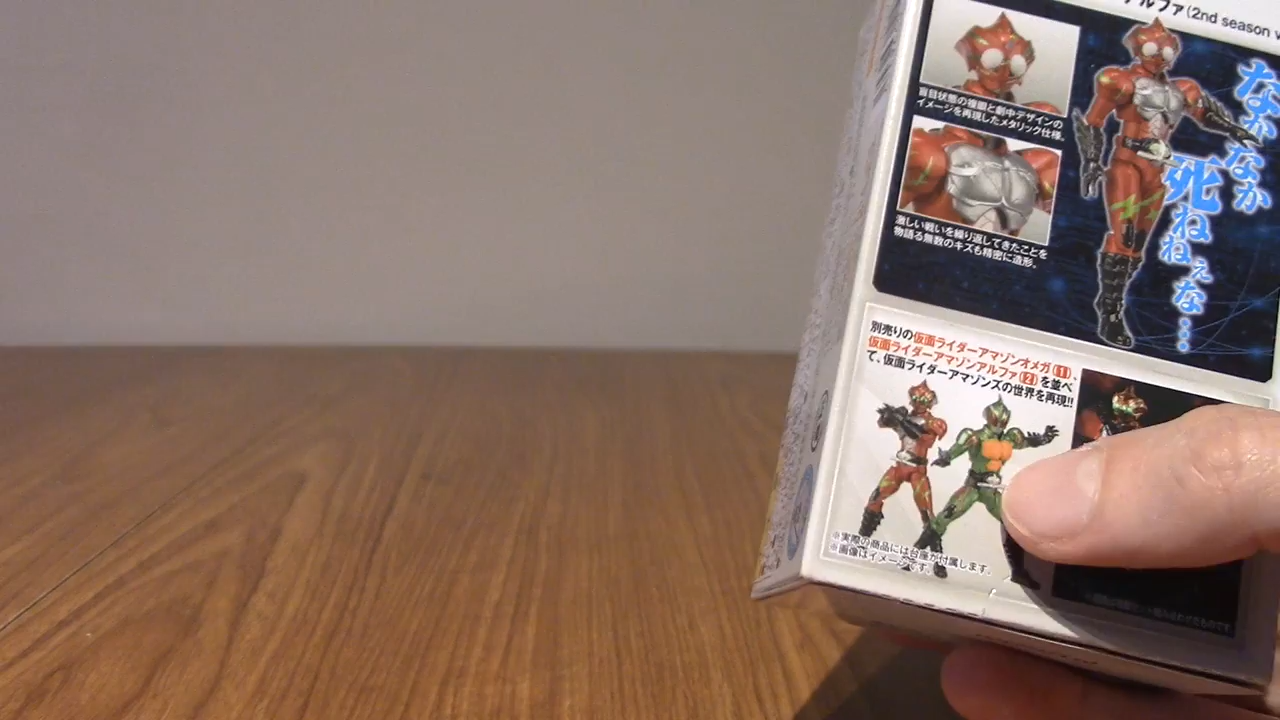 ルファ(2nd season v
盲目状態の複眼と劇中デザインの
イメージを再現したメタリック仕様。
激しい戦いを繰り返してきたことを
物語る無数のキズも精密に造形。
なかなか
死ねねぇな…
別売りの仮面ライダーアマゾンオメガ(1)、
仮面ライダーアマゾンアルファ(2)を並べ
て、仮面ライダーアマゾンズの世界を再現!!
※実際の商品には台座が付属します。
※画像はイメージです。